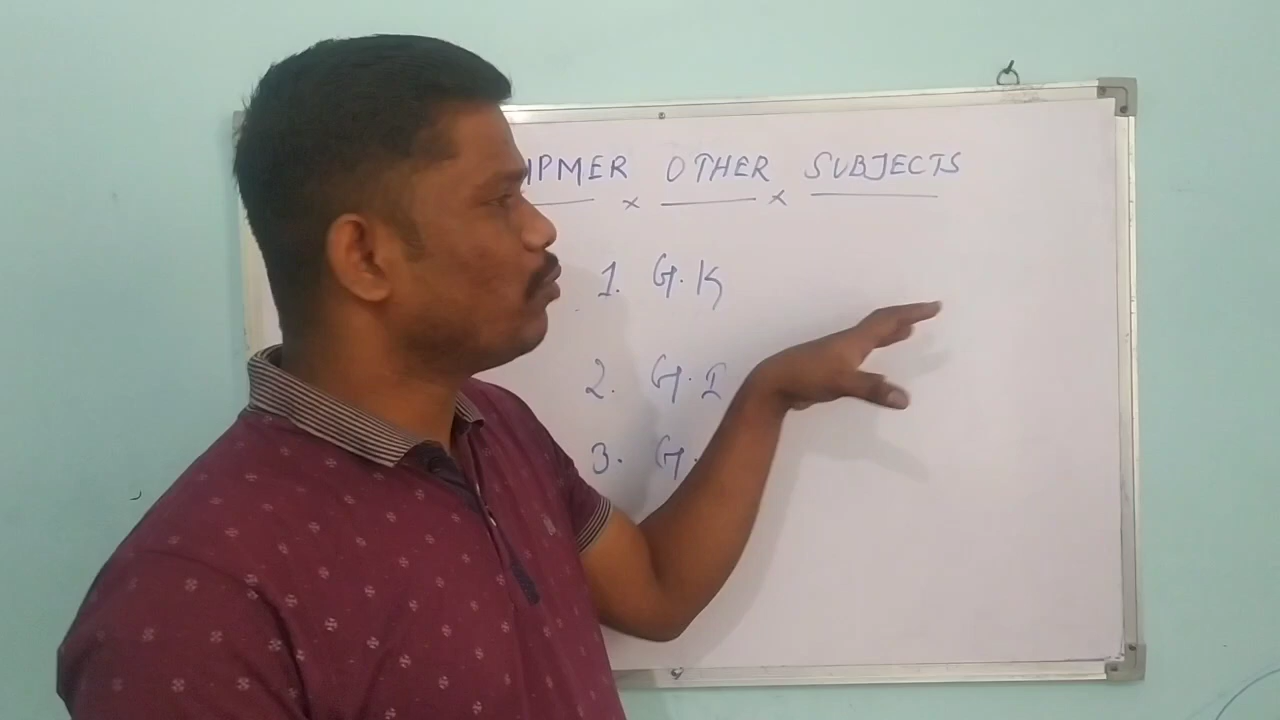 IPMER OTHER SUBJECTS
1. G.K
2. G.I
3. G.